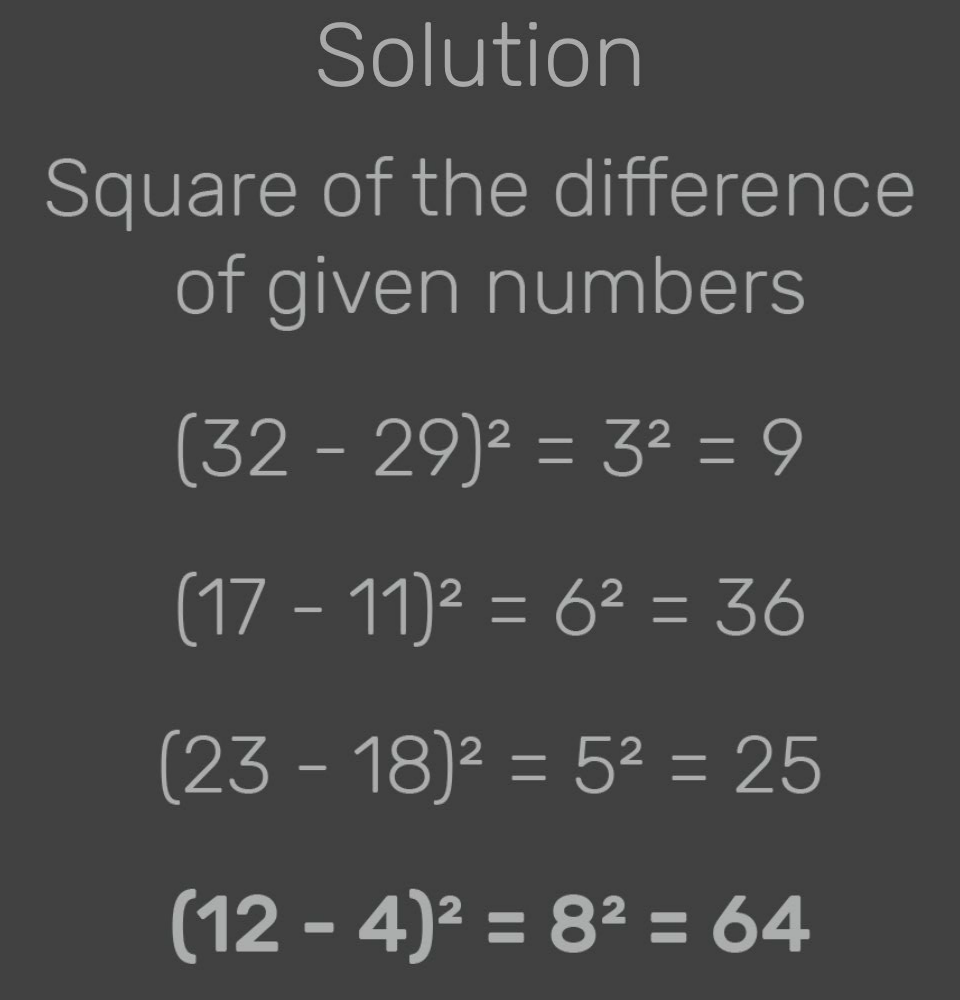 Solution
Square of the difference
of given numbers
(32 - 29)² = 3² = 9
(17 - 11)² = 6² = 36
(23 - 18)² = 5² = 25
(12 - 4)² = 8² = 64